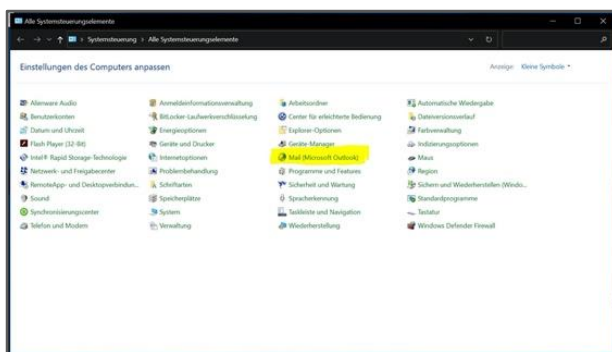 Alle Systemsteuerungselemente
Systemsteuerung › Alle Systemsteuerungselemente
Einstellungen des Computers anpassen
Anzeige: Kleine Symbole
Alienware Audio
Anmeldeinformationsverwaltung
Arbeitsordner
Automatische Wiedergabe
Benutzerkonten
BitLocker-Laufwerkverschlüsselung
Center für erleichterte Bedienung
Dateiversionsverlauf
Datum und Uhrzeit
Energieoptionen
Explorer-Optionen
Farbverwaltung
Flash Player (32-Bit)
Geräte und Drucker
Geräte-Manager
Indizierungsoptionen
Intel® Rapid Storage-Technologie
Internetoptionen
Mail (Microsoft Outlook)
Maus
Netzwerk- und Freigabecenter
Problembehandlung
Programme und Features
Region
RemoteApp- und Desktopverbindun...
Schriftarten
Sicherheit und Wartung
Sichern und Wiederherstellen (Windo...
Sound
Speicherplätze
Spracherkennung
Standardprogramme
Synchronisierungscenter
System
Taskleiste und Navigation
Tastatur
Telefon und Modem
Verwaltung
Wiederherstellung
Windows Defender Firewall